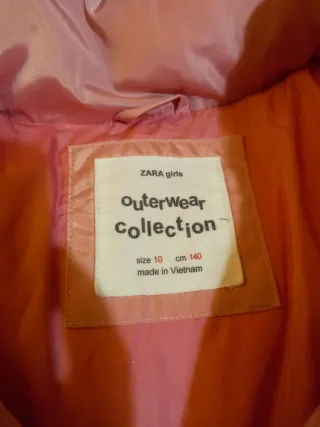 ZARA girls
outerwear
collection
size 10 cm 140
made in Vietnam